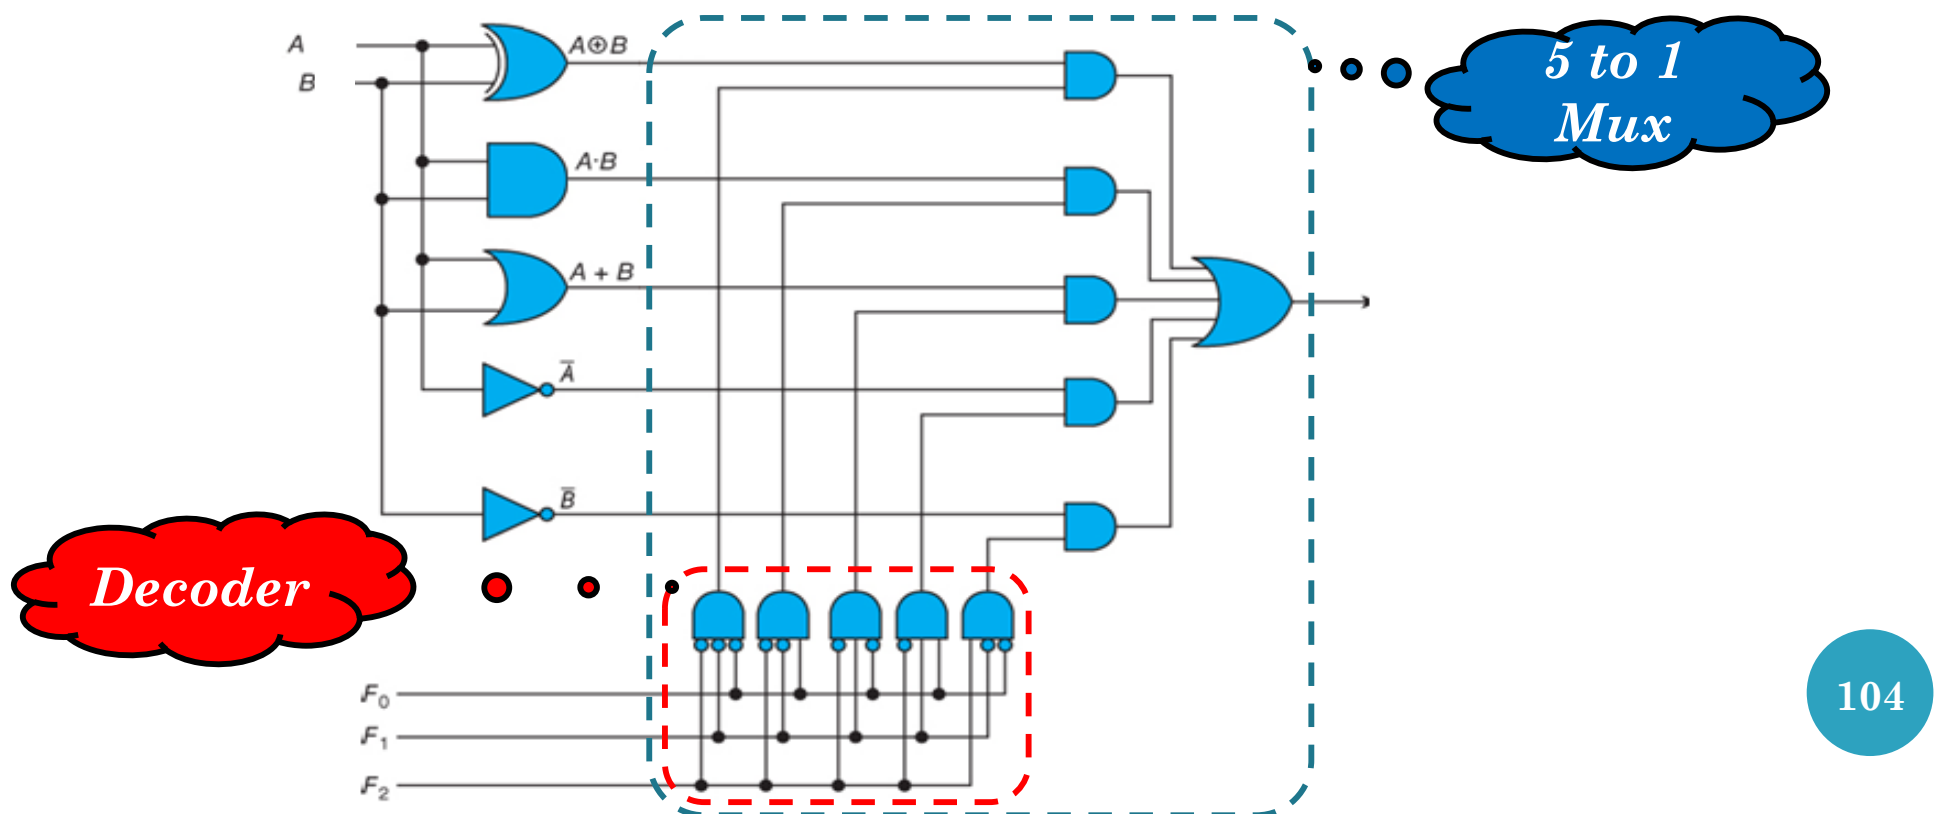 A
B
A⊕B
A·B
A + B
A̅
B̅
5 to 1
Mux
Decoder
F₀
F₁
F₂
104